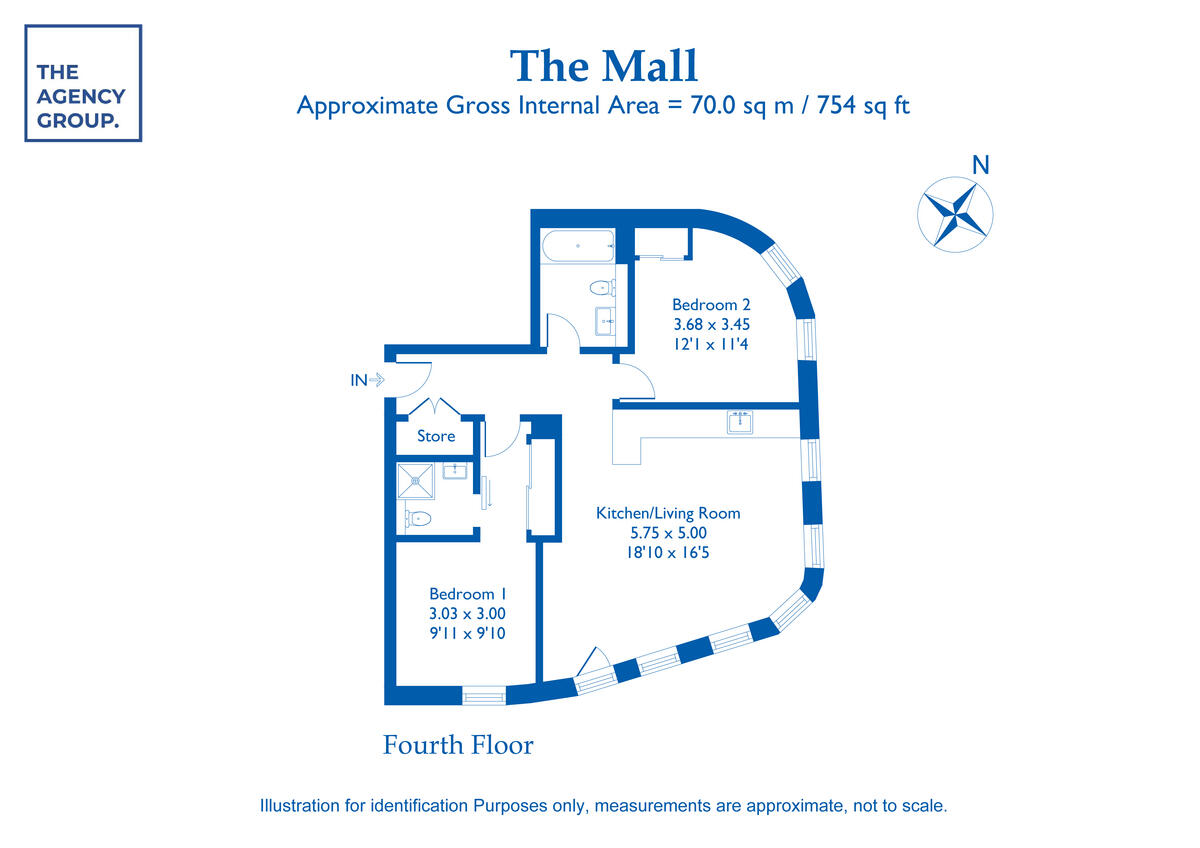 THE
AGENCY
GROUP.
The Mall
Approximate Gross Internal Area = 70.0 sq m / 754 sq ft
N
Bedroom 2
3.68 x 3.45
12'1 x 11'4
IN
Store
Kitchen/Living Room
5.75 x 5.00
18'10 x 16'5
Bedroom 1
3.03 x 3.00
9'11 x 9'10
Fourth Floor
Illustration for identification Purposes only, measurements are approximate, not to scale.